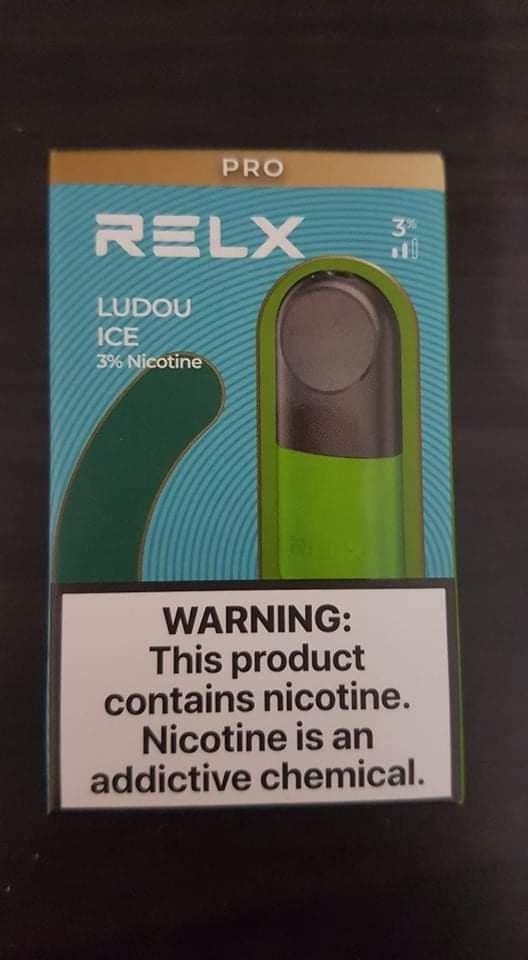 PRO
RELX
3%
LUDOU
ICE
3% Nicotine
WARNING:
This product
contains nicotine.
Nicotine is an
addictive chemical.